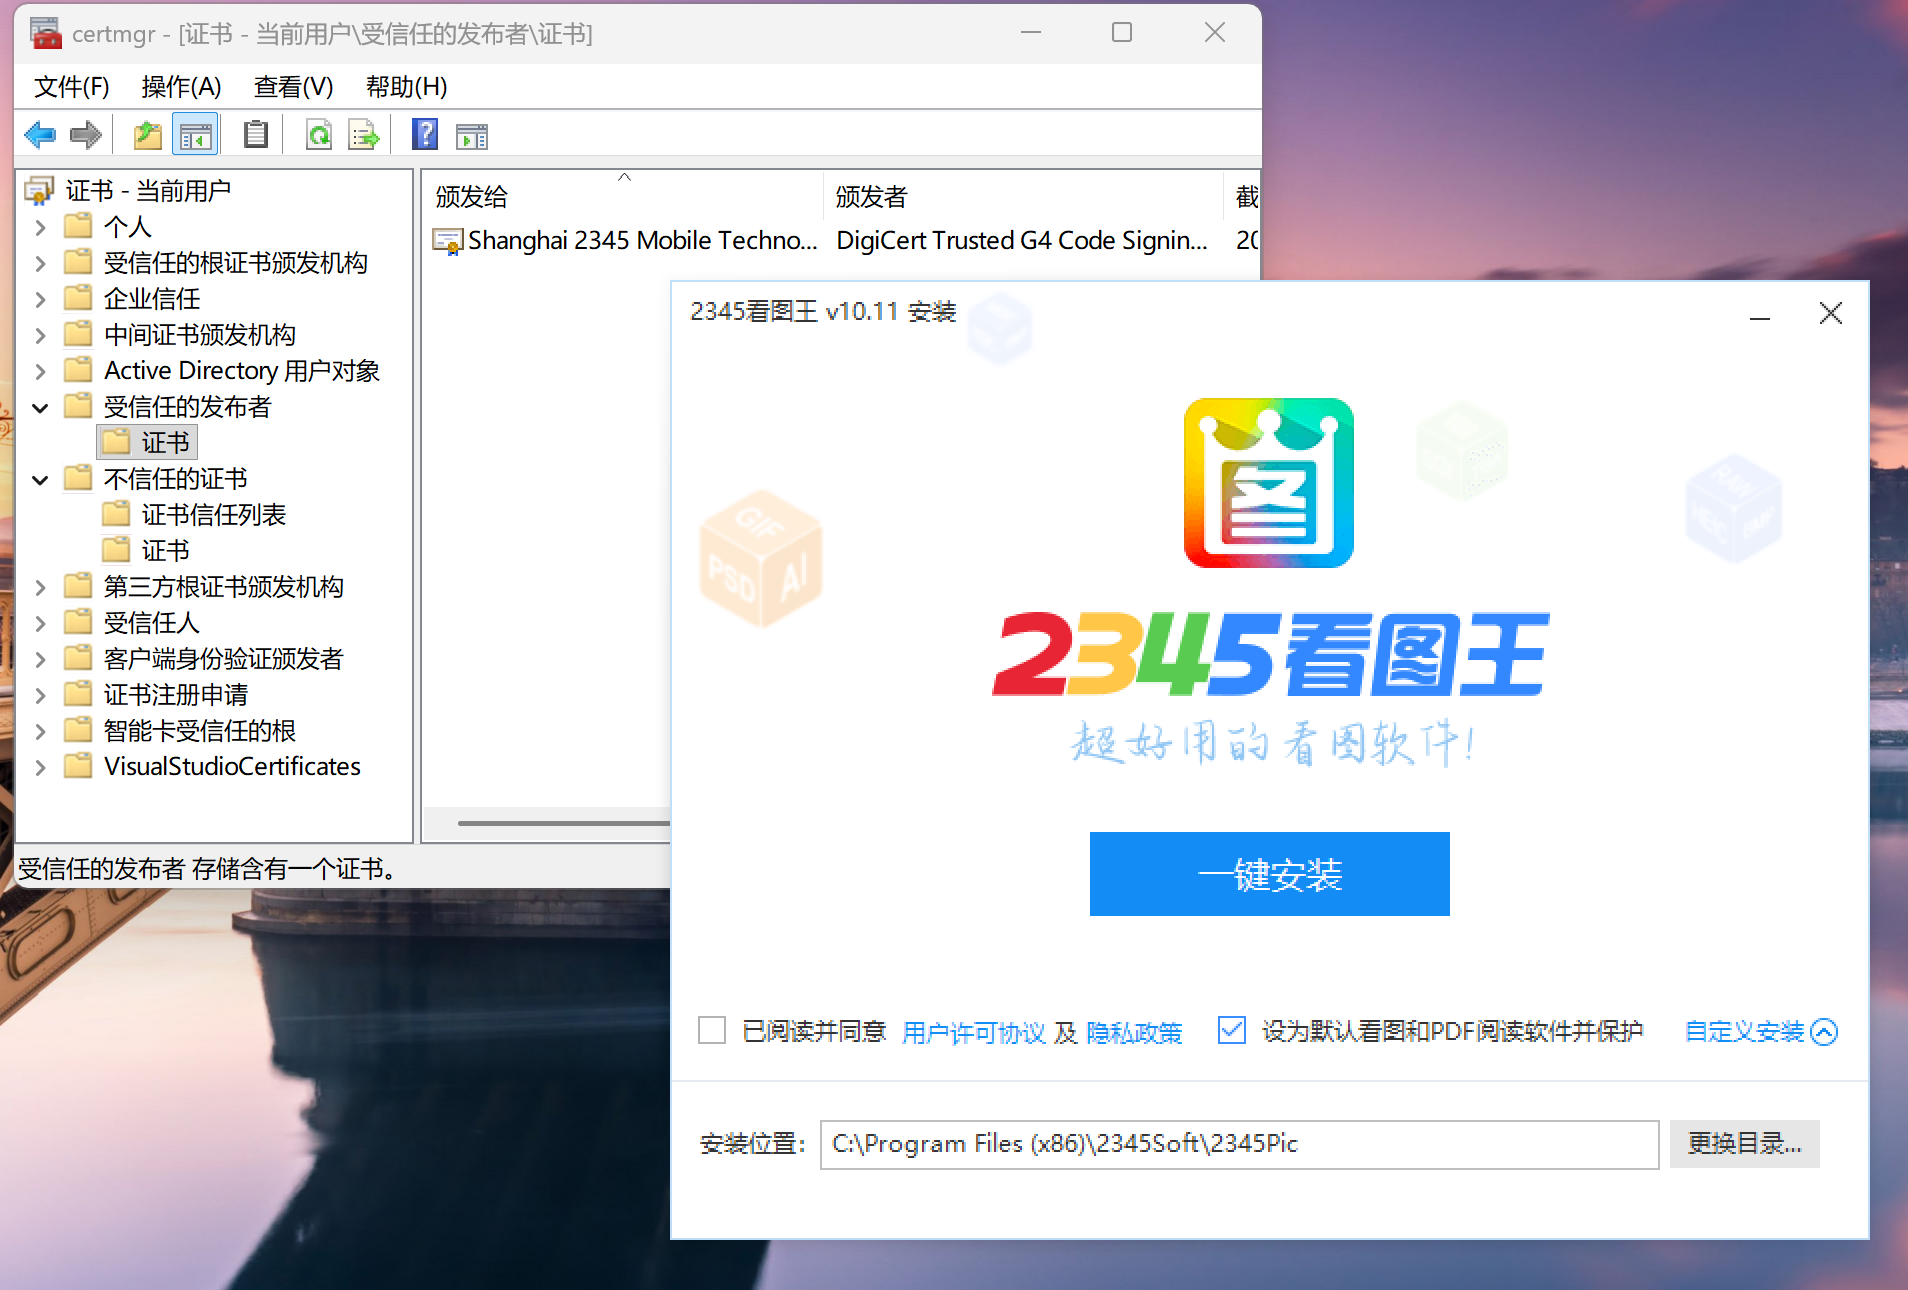 certmgr - [证书 - 当前用户\受信任的发布者\证书]
文件(F) 操作(A) 查看(V) 帮助(H)
证书 - 当前用户
个人
受信任的根证书颁发机构
企业信任
中间证书颁发机构
Active Directory 用户对象
受信任的发布者
证书
不信任的证书
证书信任列表
证书
第三方根证书颁发机构
受信任人
客户端身份验证颁发者
证书注册申请
智能卡受信任的根
VisualStudioCertificates
颁发给 颁发者 截
Shanghai 2345 Mobile Techno... DigiCert Trusted G4 Code Signin... 20
受信任的发布者 存储含有一个证书。
2345看图王 v10.11 安装
GIF
PSD AI
RAW
HEIC BMP
图
2345看图王
超好用的看图软件!
一键安装
已阅读并同意 用户许可协议 及 隐私政策 设为默认看图和PDF阅读软件并保护 自定义安装
安装位置: C:\Program Files (x86)\2345Soft\2345Pic 更换目录...